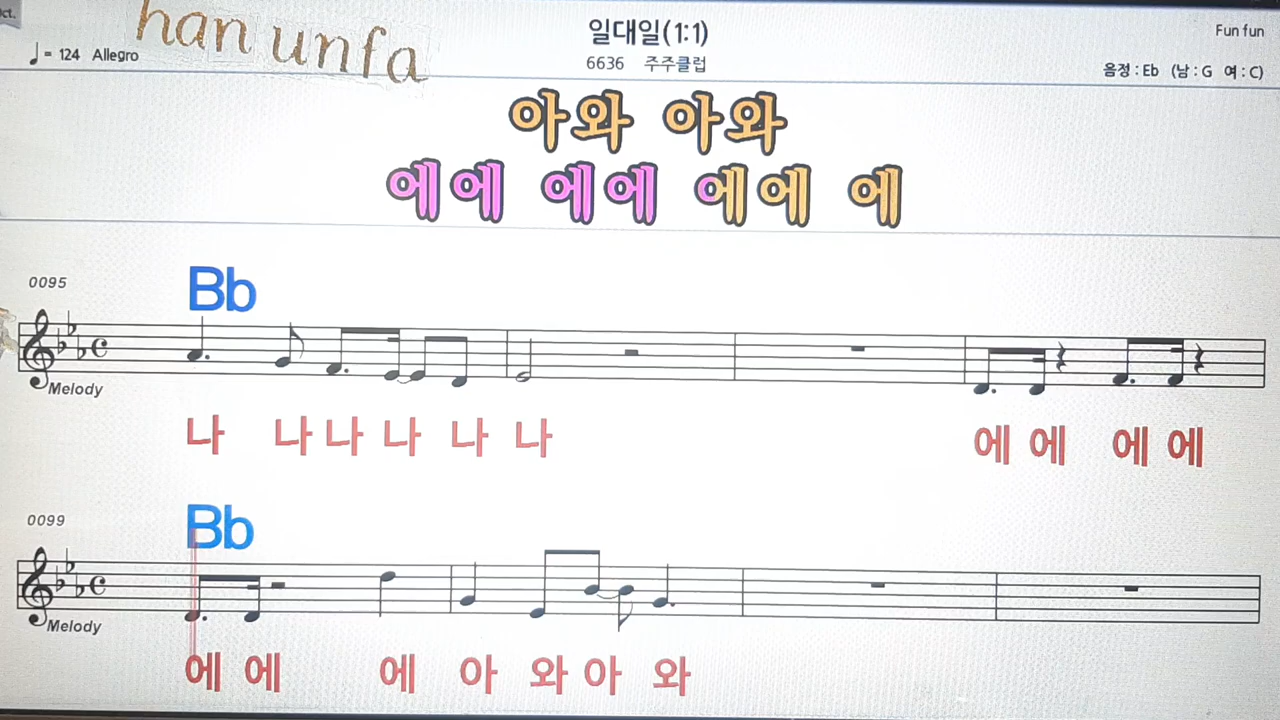 ct.
han unfa
일대일(1:1)
Fun fun
♩= 124 Allegro
6636 주주클럽
음정 : Eb (남 : G 여 : C)
아와 아와
에에 에에 에에 에
0095
Bb
Melody
나 나 나 나 나 나 에 에 에 에
0099
Bb
Melody
에 에 에 아 와 아 와